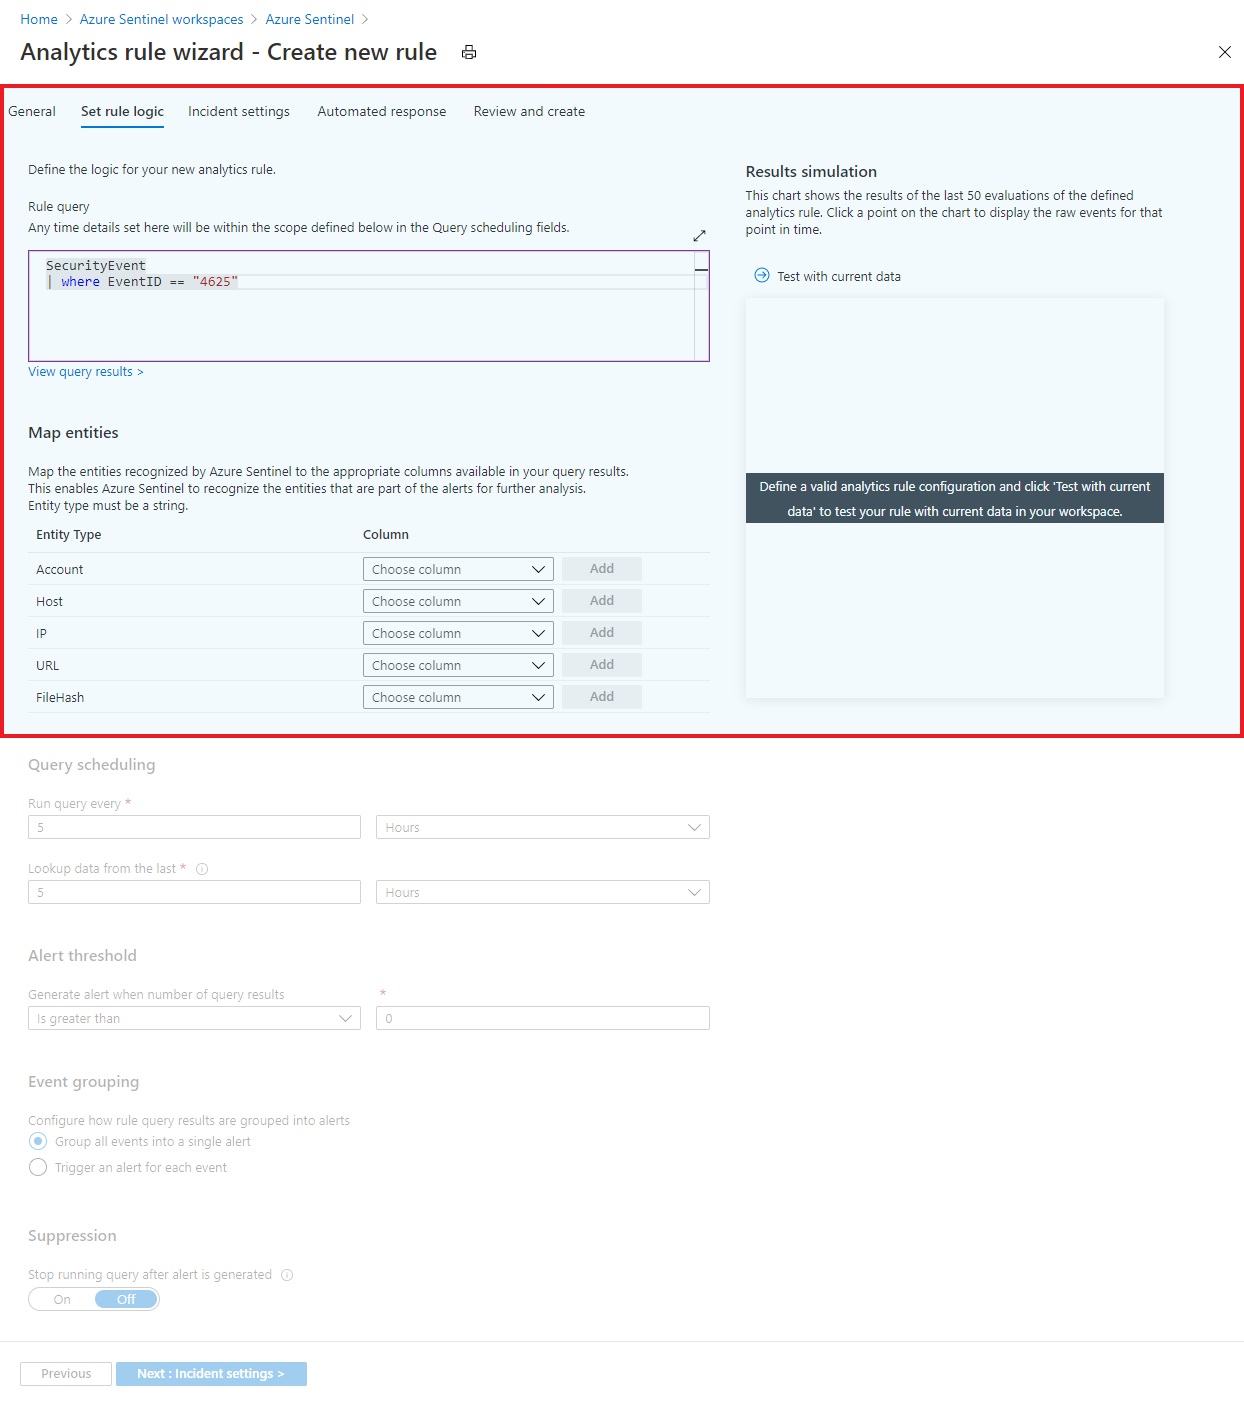 Home > Azure Sentinel workspaces > Azure Sentinel >
Analytics rule wizard - Create new rule
General Set rule logic Incident settings Automated response Review and create
Define the logic for your new analytics rule.
Rule query
Any time details set here will be within the scope defined below in the Query scheduling fields.
SecurityEvent
| where EventID == "4625"
View query results >
Map entities
Map the entities recognized by Azure Sentinel to the appropriate columns available in your query results.
This enables Azure Sentinel to recognize the entities that are part of the alerts for further analysis.
Entity type must be a string.
Entity Type Column
Account Choose column Add
Host Choose column Add
IP Choose column Add
URL Choose column Add
FileHash Choose column Add
Results simulation
This chart shows the results of the last 50 evaluations of the defined
analytics rule. Click a point on the chart to display the raw events for that
point in time.
Test with current data
Define a valid analytics rule configuration and click 'Test with current
data' to test your rule with current data in your workspace.
Query scheduling
Run query every *
5 Hours
Lookup data from the last *
5 Hours
Alert threshold
Generate alert when number of query results *
Is greater than 0
Event grouping
Configure how rule query results are grouped into alerts
Group all events into a single alert
Trigger an alert for each event
Suppression
Stop running query after alert is generated
On Off
Previous Next : Incident settings >